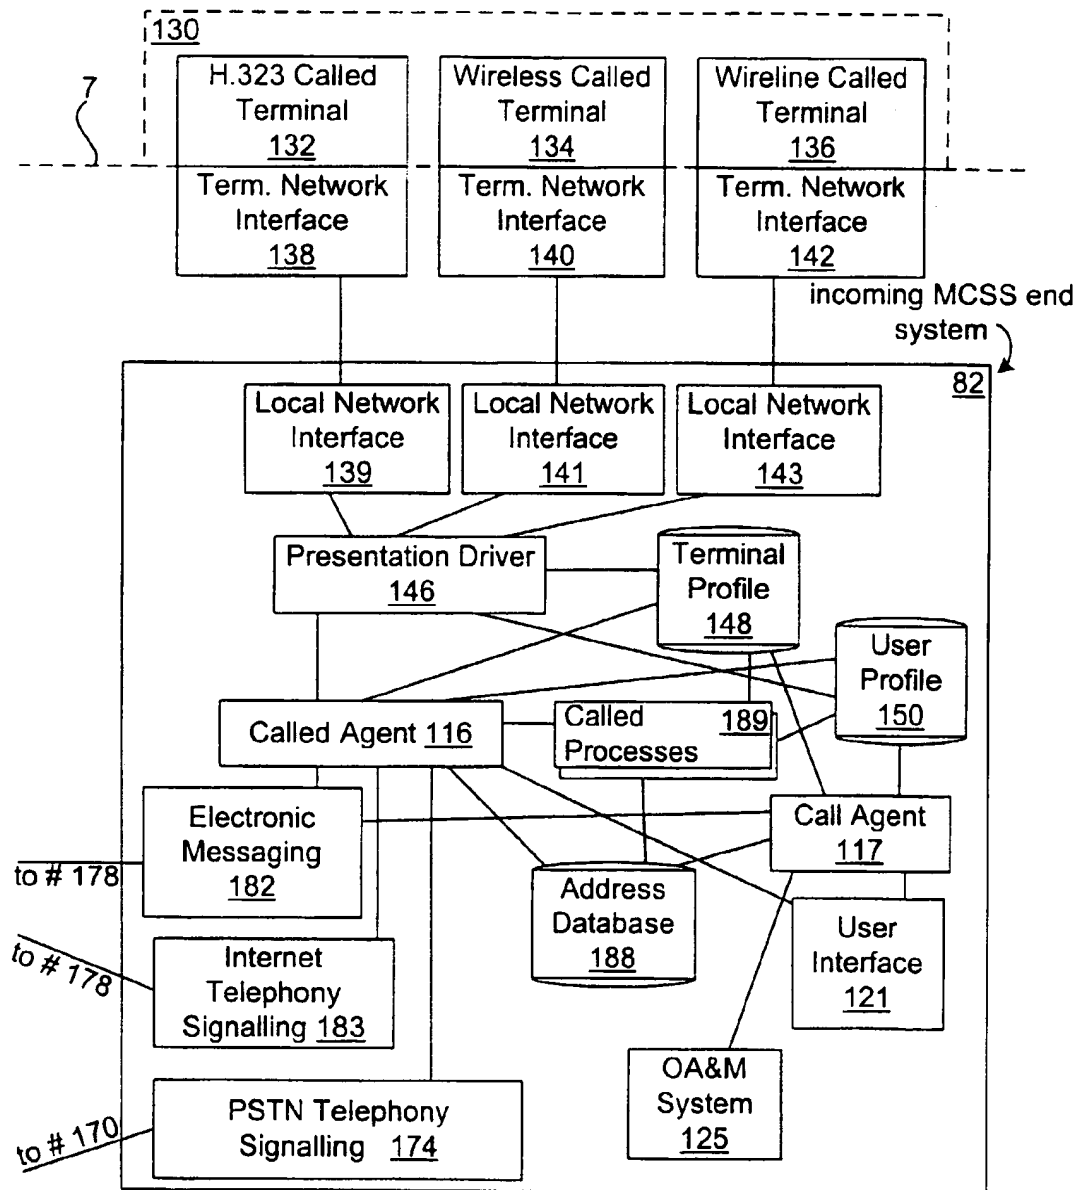 130
7
H.323 Called
Terminal
132
Wireless Called
Terminal
134
Wireline Called
Terminal
136
Term. Network
Interface
138
Term. Network
Interface
140
Term. Network
Interface
142
incoming MCSS end
system
82
Local Network
Interface
139
Local Network
Interface
141
Local Network
Interface
143
Presentation Driver
146
Terminal
Profile
148
User
Profile
150
Called Agent 116
Called
Processes
189
Electronic
Messaging
182
Call Agent
117
to # 178
Address
Database
188
User
Interface
121
Internet
Telephony
Signalling 183
to # 178
OA&M
System
125
PSTN Telephony
Signalling 174
to # 170